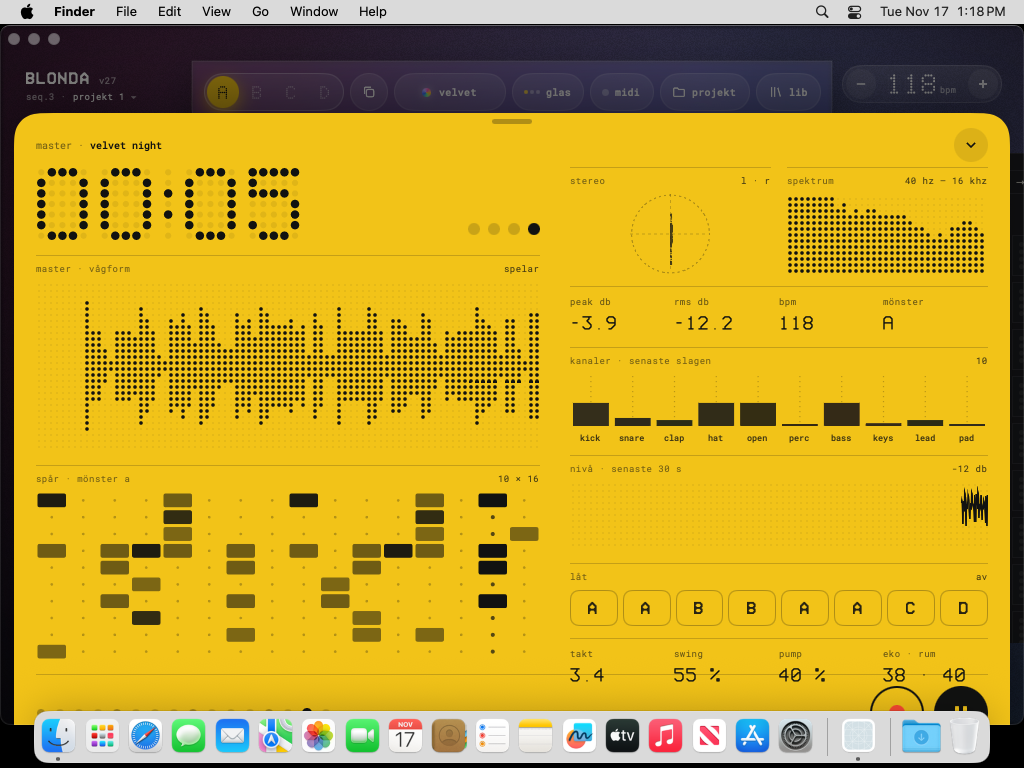 Finder File Edit View Go Window Help Tue Nov 17 1:18 PM
BLONDA v27
seq.3 · projekt 1
A B C D velvet glas midi projekt lib
− 118 bpm +
master · velvet night
00:05
master · vågform spelar
spår · mönster a 10 × 16
stereo l · r
spektrum 40 hz – 16 khz
peak db rms db bpm mönster
-3.9 -12.2 118 A
kanaler · senaste slagen 10
kick snare clap hat open perc bass keys lead pad
nivå · senaste 30 s -12 db
låt av
A A B B A A C D
takt swing pump eko · rum
3.4 55 % 40 % 38 · 40
NOV
17
tv